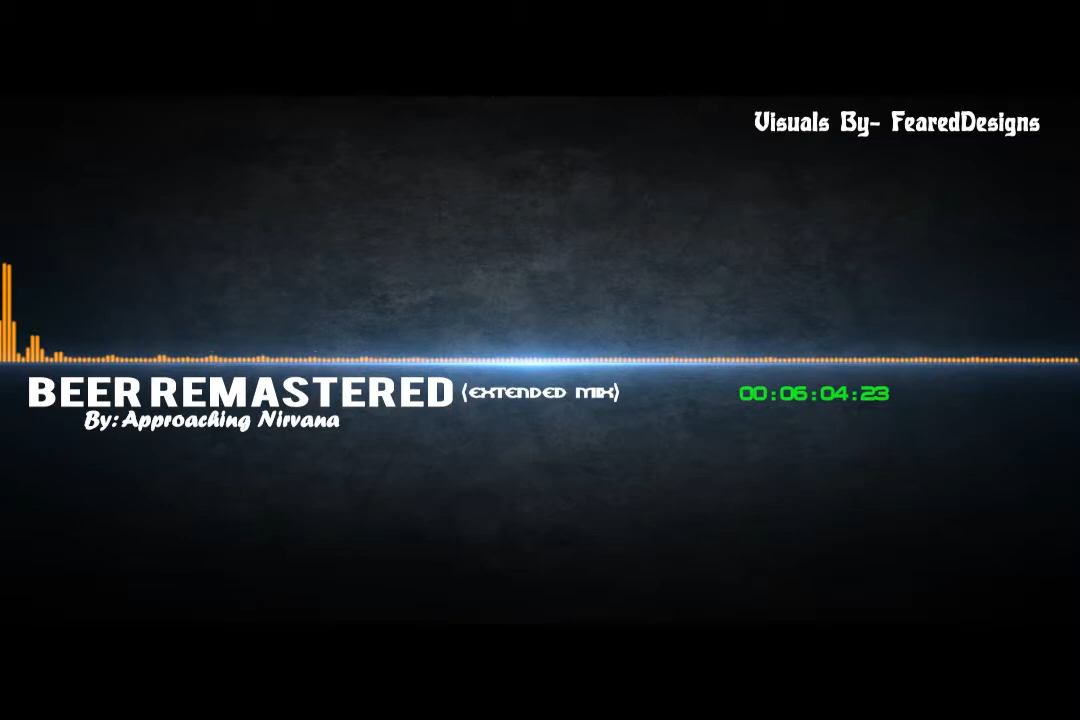 Visuals By- FearedDesigns
BEER REMASTERED (EXTENDED MIX) 00:06:04:23
By: Approaching Nirvana